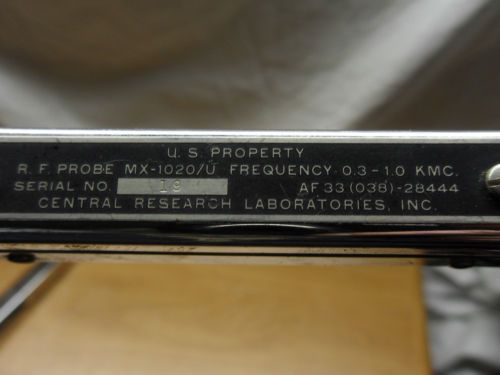 U. S. PROPERTY
R. F. PROBE MX-1020/U FREQUENCY 0.3-1.0 KMC.
SERIAL NO. 19 AF 33 (038)-28444
CENTRAL RESEARCH LABORATORIES, INC.